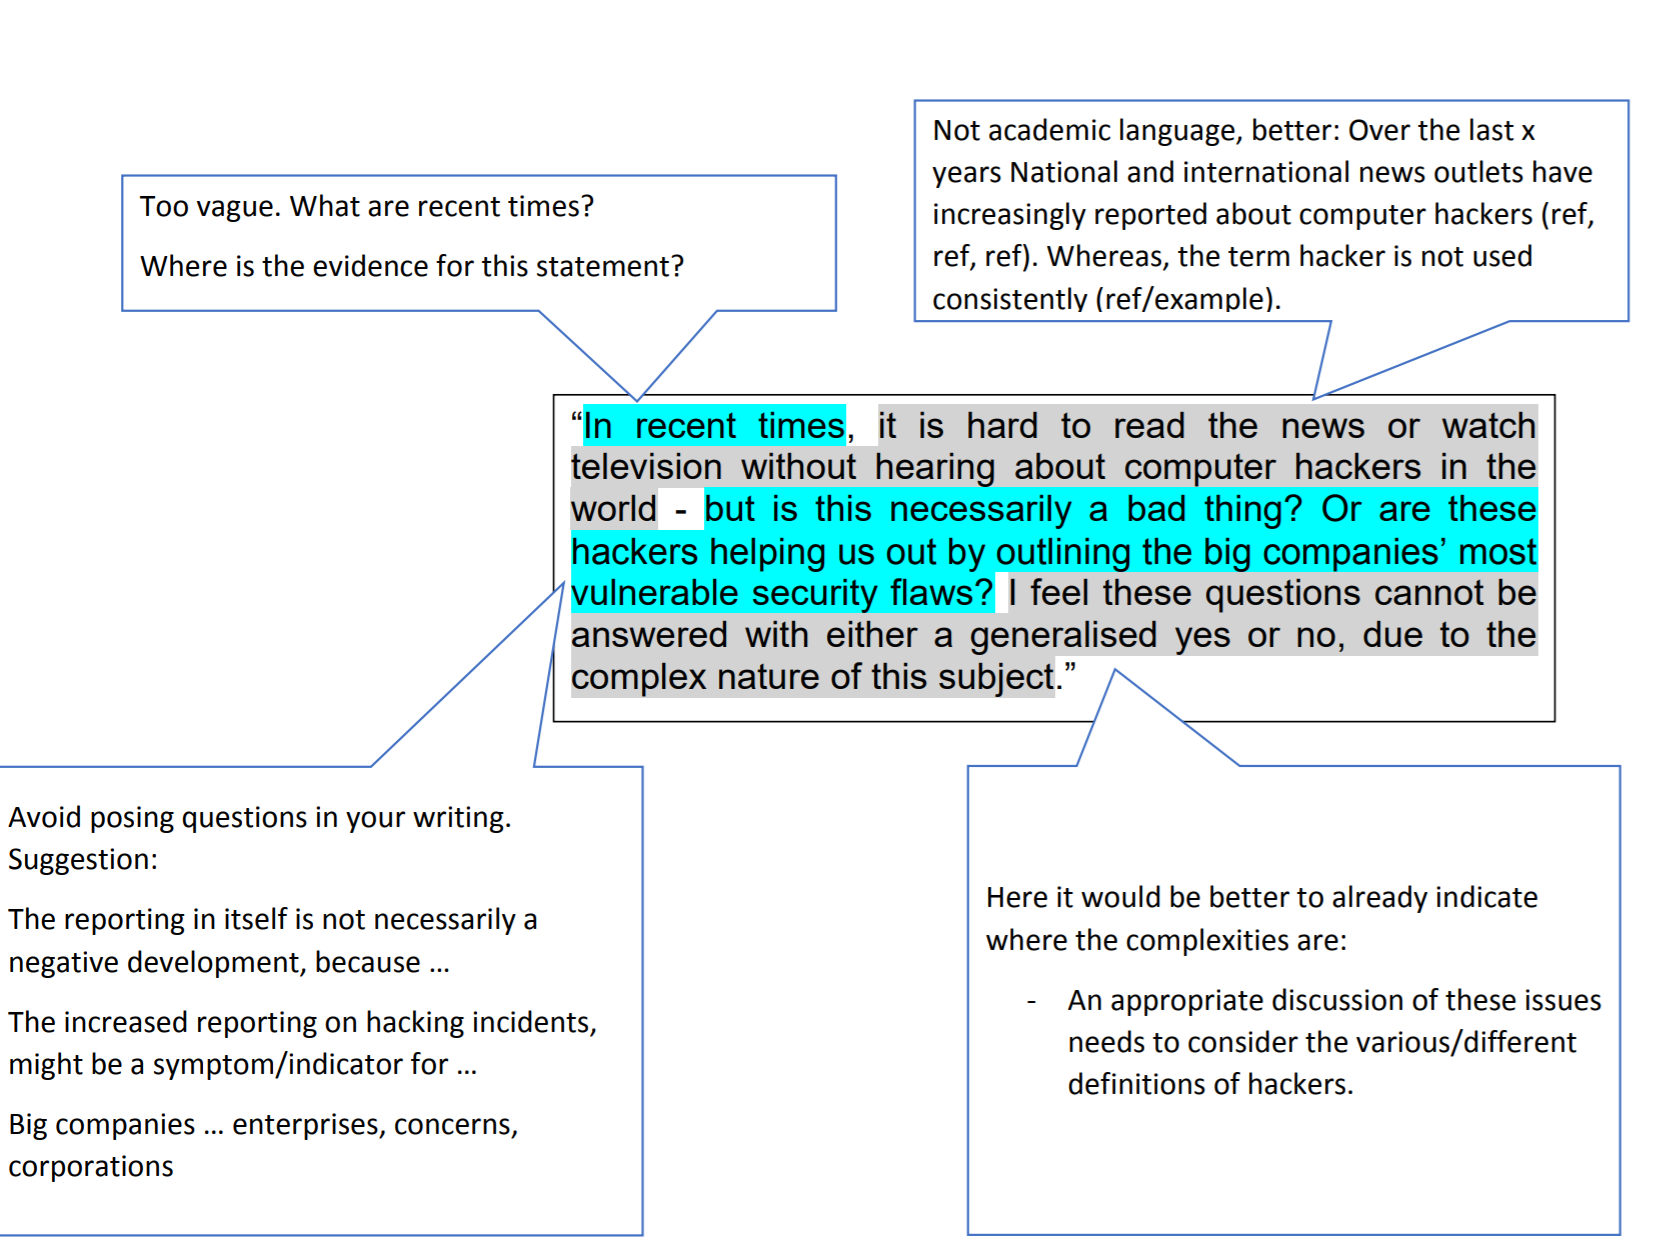 Too vague. What are recent times?
Where is the evidence for this statement?
Not academic language, better: Over the last x
years National and international news outlets have
increasingly reported about computer hackers (ref,
ref, ref). Whereas, the term hacker is not used
consistently (ref/example).
“In recent times, it is hard to read the news or watch
television without hearing about computer hackers in the
world - but is this necessarily a bad thing? Or are these
hackers helping us out by outlining the big companies’ most
vulnerable security flaws? I feel these questions cannot be
answered with either a generalised yes or no, due to the
complex nature of this subject.”
Avoid posing questions in your writing.
Suggestion:
The reporting in itself is not necessarily a
negative development, because …
The increased reporting on hacking incidents,
might be a symptom/indicator for …
Big companies … enterprises, concerns,
corporations
Here it would be better to already indicate
where the complexities are:
- An appropriate discussion of these issues
needs to consider the various/different
definitions of hackers.